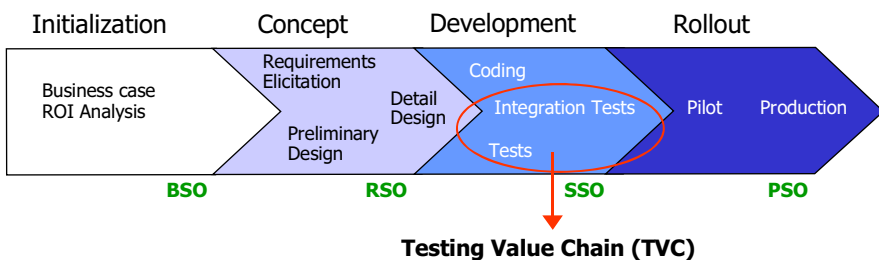 Initialization
Concept
Development
Rollout
Business case
ROI Analysis
Requirements
Elicitation
Preliminary
Design
Detail
Design
Coding
Integration Tests
Tests
Pilot
Production
BSO
RSO
SSO
PSO
Testing Value Chain (TVC)